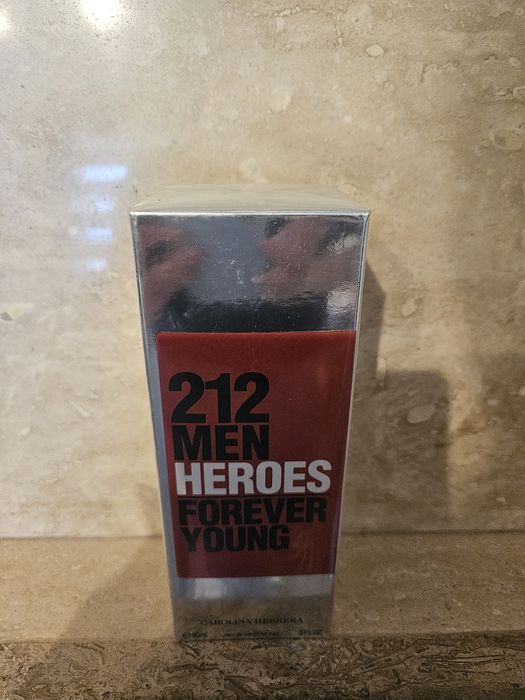 212
MEN
HEROES
FOREVER
YOUNG
CAROLINA HERRERA